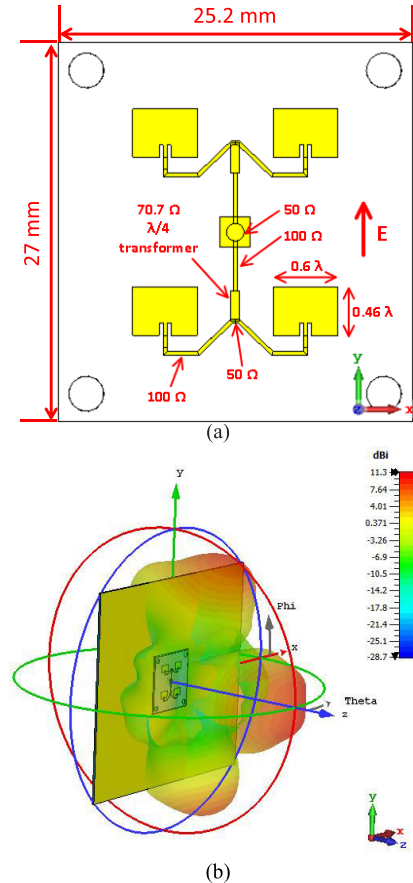 25.2 mm
27 mm
70.7 Ω
λ/4
transformer
50 Ω
100 Ω
E
0.6 λ
0.46 λ
50 Ω
100 Ω
y
z
x
(a)
dBi
11.3
7.64
4.01
0.371
-3.26
-6.89
-10.5
-14.2
-17.8
-21.4
-25.1
-28.7
y
Phi
x
Theta
y
z
y
x
z
(b)